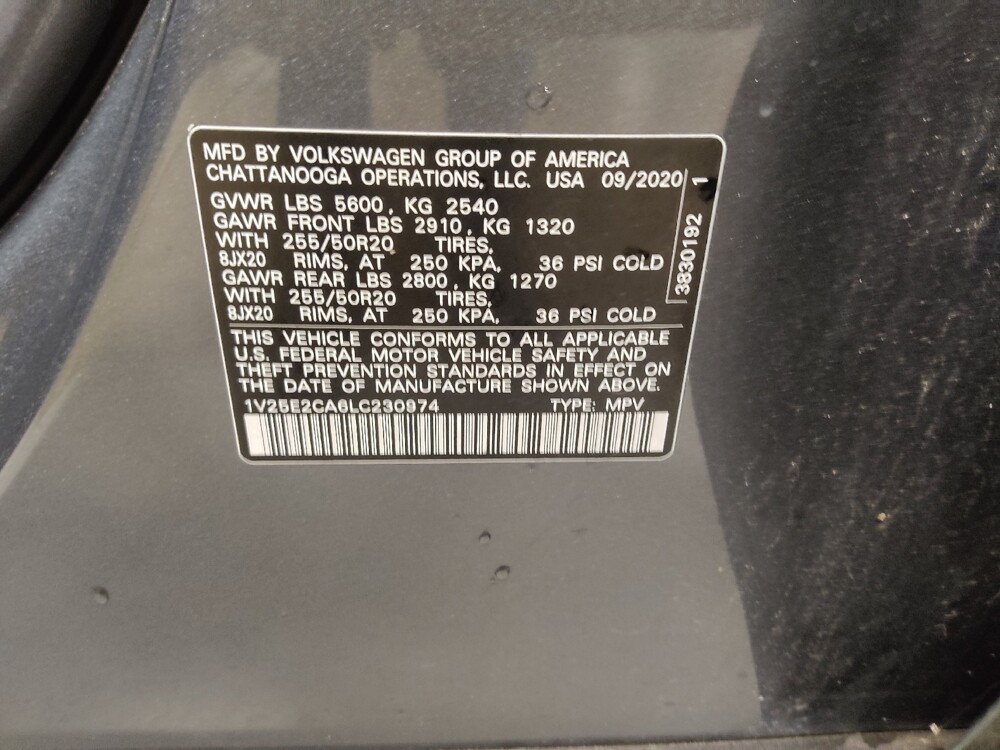 MFD BY VOLKSWAGEN GROUP OF AMERICA
CHATTANOOGA OPERATIONS, LLC. USA 09/2020
GVWR LBS 5600, KG 2540
GAWR FRONT LBS 2910, KG 1320
WITH 255/50R20 TIRES,
8JX20 RIMS, AT 250 KPA, 36 PSI COLD
GAWR REAR LBS 2800, KG 1270
WITH 255/50R20 TIRES,
8JX20 RIMS, AT 250 KPA, 36 PSI COLD
3830192 1
THIS VEHICLE CONFORMS TO ALL APPLICABLE
U.S. FEDERAL MOTOR VEHICLE SAFETY AND
THEFT PREVENTION STANDARDS IN EFFECT ON
THE DATE OF MANUFACTURE SHOWN ABOVE.
1V25E2CA6LC230974 TYPE: MPV